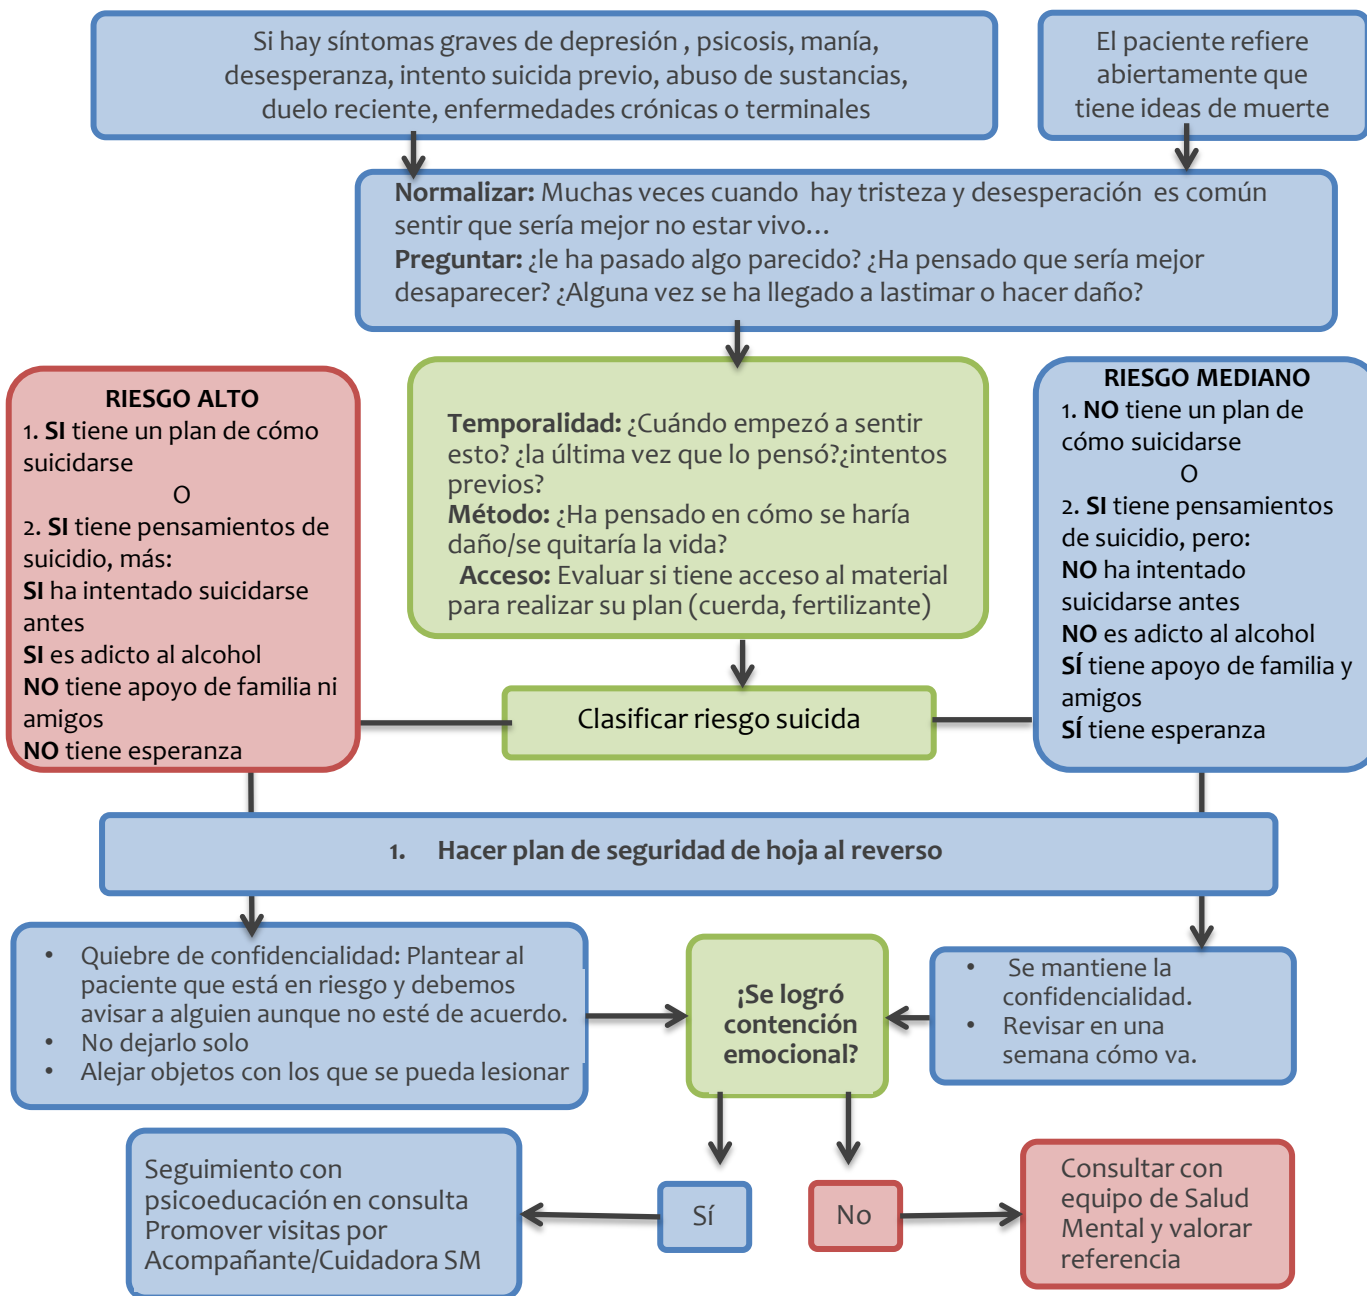 Si hay síntomas graves de depresión , psicosis, manía,
desesperanza, intento suicida previo, abuso de sustancias,
duelo reciente, enfermedades crónicas o terminales
El paciente refiere
abiertamente que
tiene ideas de muerte
Normalizar: Muchas veces cuando hay tristeza y desesperación es común
sentir que sería mejor no estar vivo...
Preguntar: ¿le ha pasado algo parecido? ¿Ha pensado que sería mejor
desaparecer? ¿Alguna vez se ha llegado a lastimar o hacer daño?
RIESGO ALTO
1. SI tiene un plan de cómo
suicidarse
O
2. SI tiene pensamientos de
suicidio, más:
SI ha intentado suicidarse
antes
SI es adicto al alcohol
NO tiene apoyo de familia ni
amigos
NO tiene esperanza
Temporalidad: ¿Cuándo empezó a sentir
esto? ¿la última vez que lo pensó?¿intentos
previos?
Método: ¿Ha pensado en cómo se haría
daño/se quitaría la vida?
Acceso: Evaluar si tiene acceso al material
para realizar su plan (cuerda, fertilizante)
RIESGO MEDIANO
1. NO tiene un plan de
cómo suicidarse
O
2. SI tiene pensamientos
de suicidio, pero:
NO ha intentado
suicidarse antes
NO es adicto al alcohol
SÍ tiene apoyo de familia y
amigos
SÍ tiene esperanza
Clasificar riesgo suicida
1. Hacer plan de seguridad de hoja al reverso
• Quiebre de confidencialidad: Plantear al
paciente que está en riesgo y debemos
avisar a alguien aunque no esté de acuerdo.
• No dejarlo solo
• Alejar objetos con los que se pueda lesionar
¡Se logró
contención
emocional?
• Se mantiene la
confidencialidad.
• Revisar en una
semana cómo va.
Seguimiento con
psicoeducación en consulta
Promover visitas por
Acompañante/Cuidadora SM
Sí
No
Consultar con
equipo de Salud
Mental y valorar
referencia